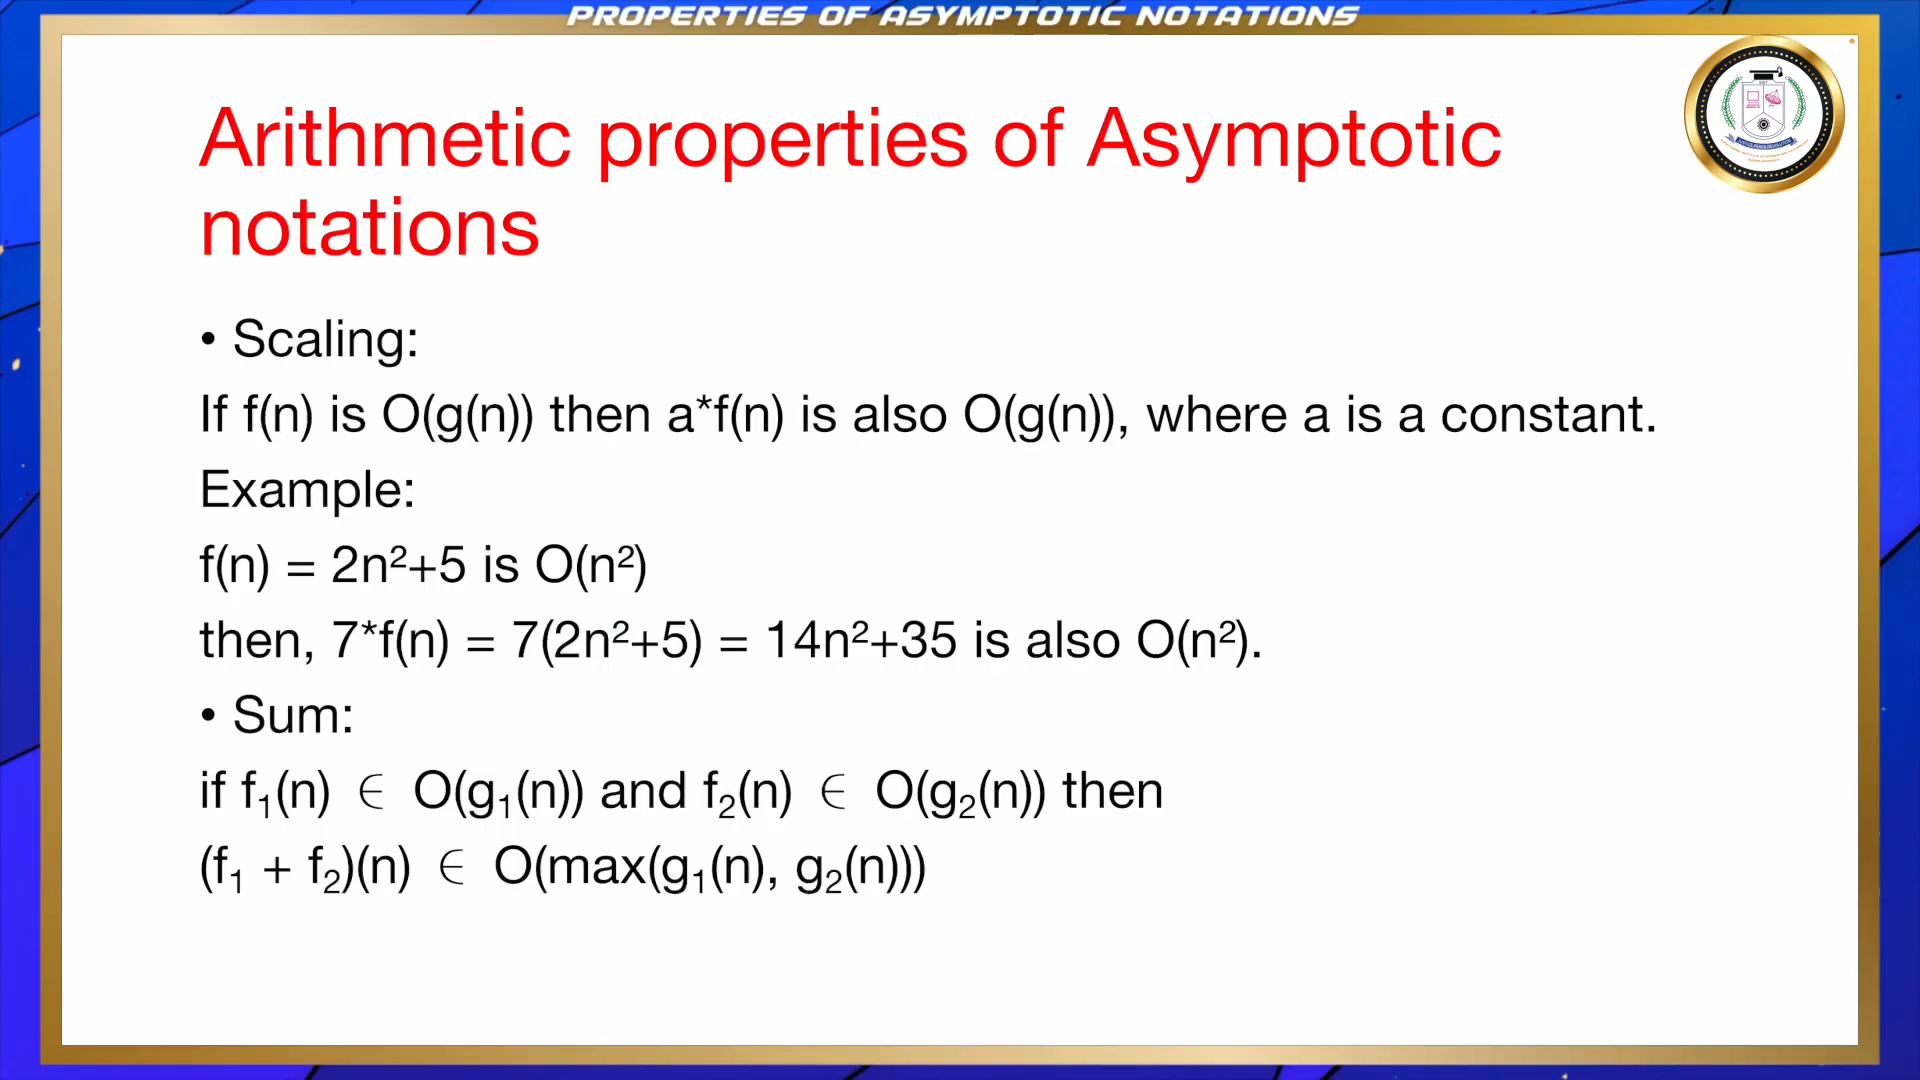 PROPERTIES OF ASYMPTOTIC NOTATIONS
Arithmetic properties of Asymptotic
notations
• Scaling:
If f(n) is O(g(n)) then a*f(n) is also O(g(n)), where a is a constant.
Example:
f(n) = 2n²+5 is O(n²)
then, 7*f(n) = 7(2n²+5) = 14n²+35 is also O(n²).
• Sum:
if f₁(n) ∈ O(g₁(n)) and f₂(n) ∈ O(g₂(n)) then
(f₁ + f₂)(n) ∈ O(max(g₁(n), g₂(n)))